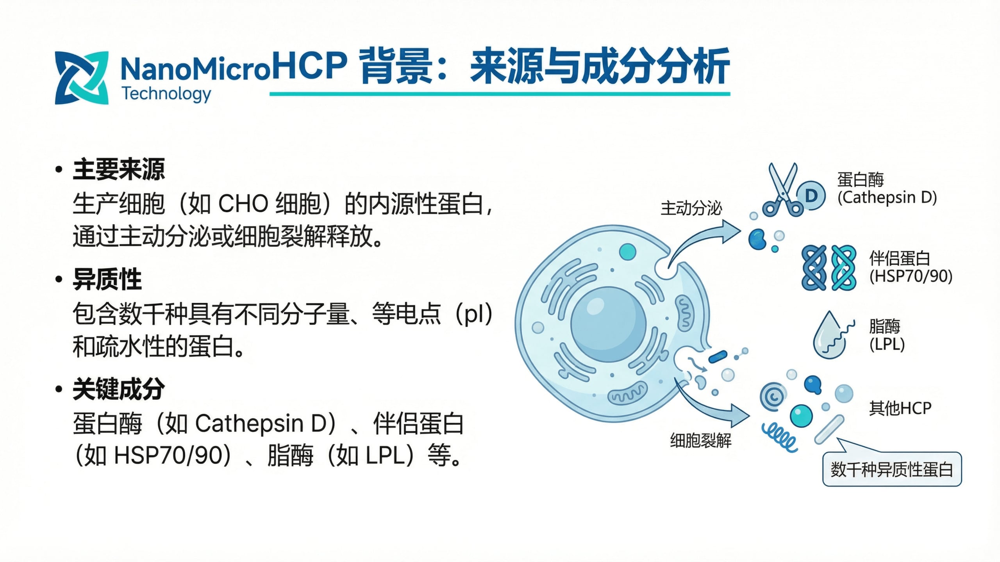 NanoMicro
Technology
HCP 背景：来源与成分分析
• 主要来源
生产细胞（如 CHO 细胞）的内源性蛋白，
通过主动分泌或细胞裂解释放。
• 异质性
包含数千种具有不同分子量、等电点（pI）
和疏水性的蛋白。
• 关键成分
蛋白酶（如 Cathepsin D）、伴侣蛋白
（如 HSP70/90）、脂酶（如 LPL）等。
主动分泌
D
蛋白酶
(Cathepsin D)
伴侣蛋白
(HSP70/90)
脂酶
(LPL)
其他HCP
细胞裂解
数千种异质性蛋白